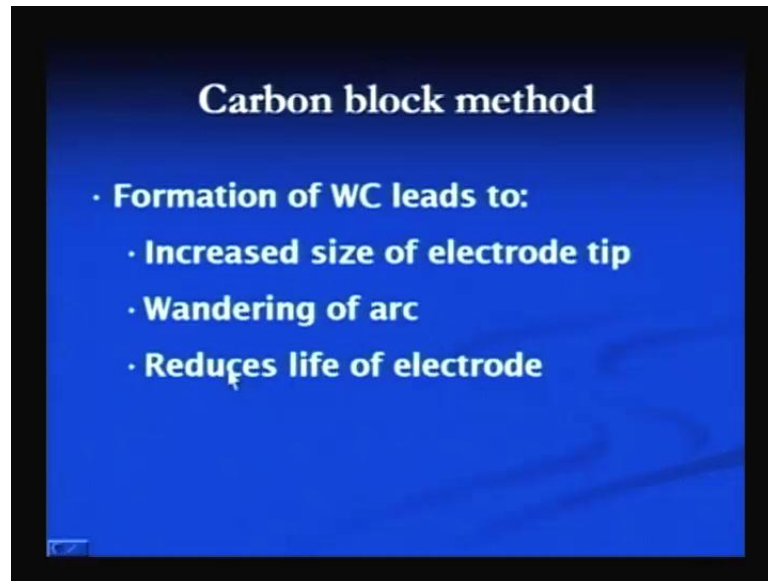 Carbon block method
· Formation of WC leads to:
· Increased size of electrode tip
· Wandering of arc
· Reduces life of electrode